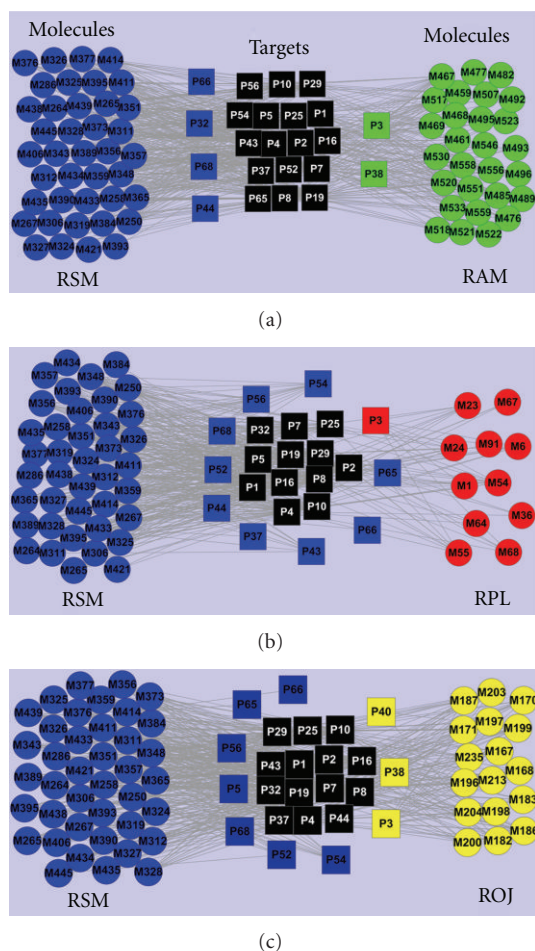 Molecules
Targets
Molecules
M376 M326 M377 M414
M286 M325 M395 M411
M438 M264 M439 M265 M351
M445 M328 M373 M311
M406 M343 M389 M356 M357
M312 M434 M359 M348
M435 M390 M433 M258 M365
M267 M306 M319 M384 M250
M327 M324 M421 M393
P66
P32
P68
P44
P56 P10 P29
P54 P5 P25 P1
P43 P4 P2 P16
P37 P52 P7
P65 P8 P19
P3
P38
M467 M477 M482
M517 M459 M507 M492
M469 M468 M495 M523
M461 M546 M493
M530 M558 M556 M496
M520 M551 M485 M489
M533 M559 M476
M518 M521 M522
RSM
RAM
(a)
M434 M384
M357 M348 M250
M393
M356 M406 M343 M376
M435 M258 M351 M326
M377 M319 M373
M324 M411
M286 M438 M312
M439 M359
M365 M327 M414
M445 M267
M389 M328 M433
M395 M325
M264 M311 M306
M265 M421
P54
P56
P68
P52
P44
P37
P43
P66
P65
P3
P32 P7 P25
P5 P19 P29
P2
P1 P16 P8
P4 P10
M23 M67
M24 M91 M6
M1 M54
M64 M36
M55 M68
RSM
RPL
(b)
M377 M356
M325 M359 M373
M439 M376 M414
M326 M411 M384
M343 M433 M311
M286 M351 M348
M389 M421 M357
M264 M258 M365
M395 M306 M250
M438 M393 M324
M267 M319
M265 M406 M390 M312
M434 M327
M445 M435 M328
P66
P65
P56
P5
P68
P52
P54
P29 P25 P10
P43 P1 P2 P16
P32 P19 P7 P8
P37 P4 P44
P40
P38
P3
M187 M203 M170
M171 M197 M199
M235 M167
M196 M213 M168
M183
M204 M198
M200 M182 M186
RSM
ROJ
(c)